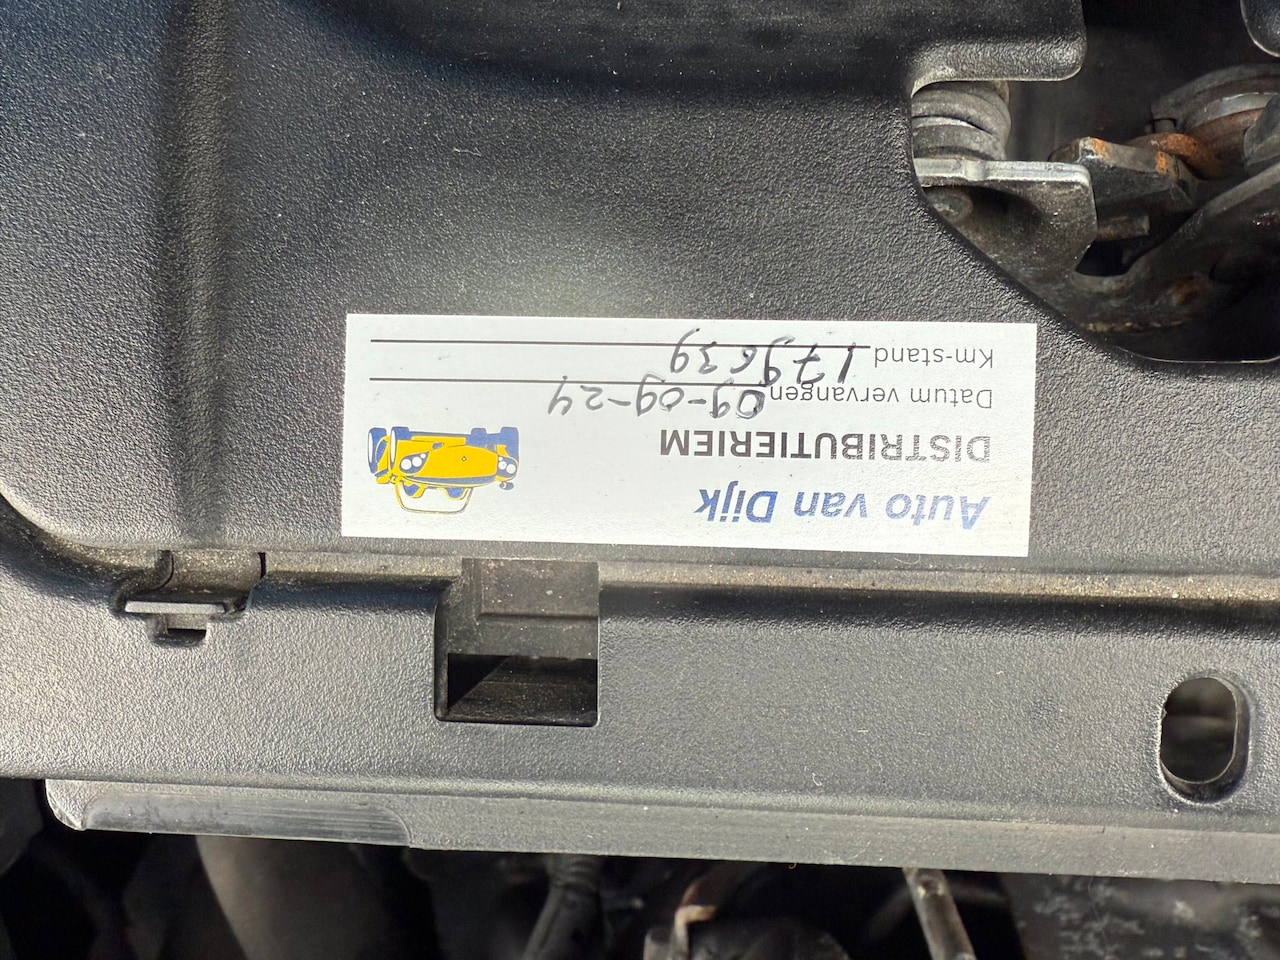 Auto van Dijk
DISTRIBUTIERIEM
Datum vervangen 09-09-24
Km-stand 179639